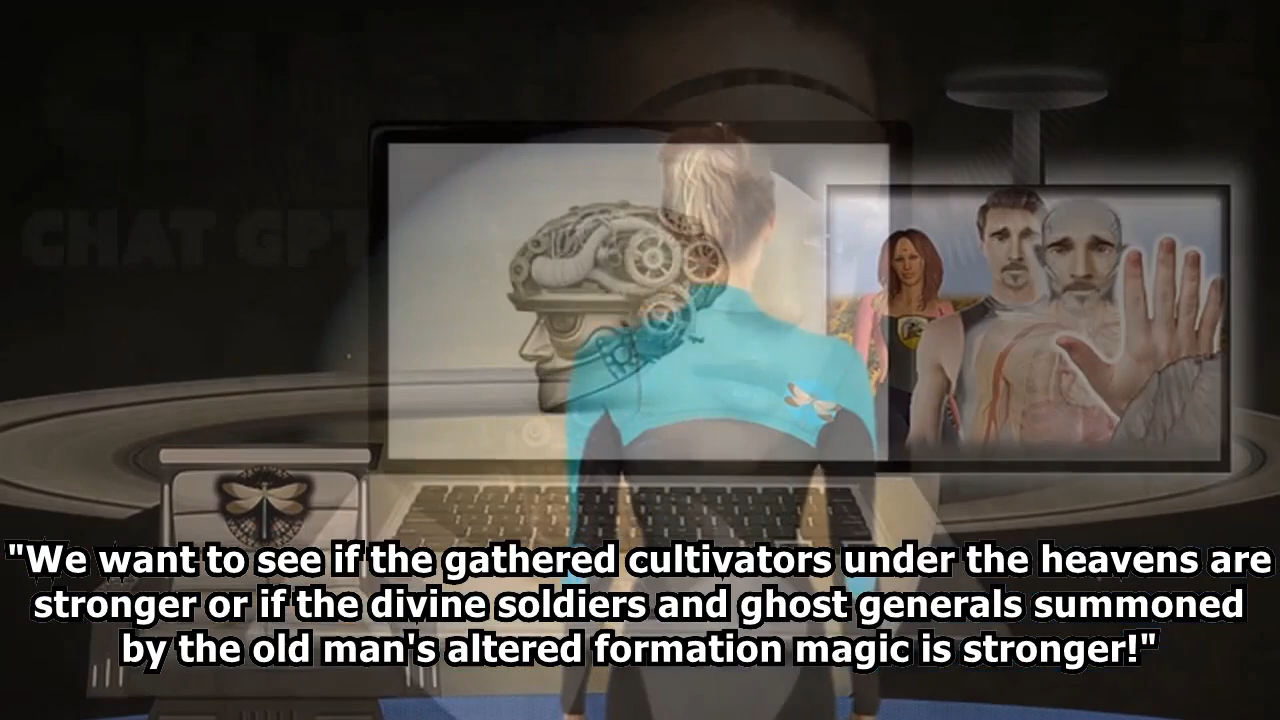 CHAT GPT
"We want to see if the gathered cultivators under the heavens are
stronger or if the divine soldiers and ghost generals summoned
by the old man's altered formation magic is stronger!"